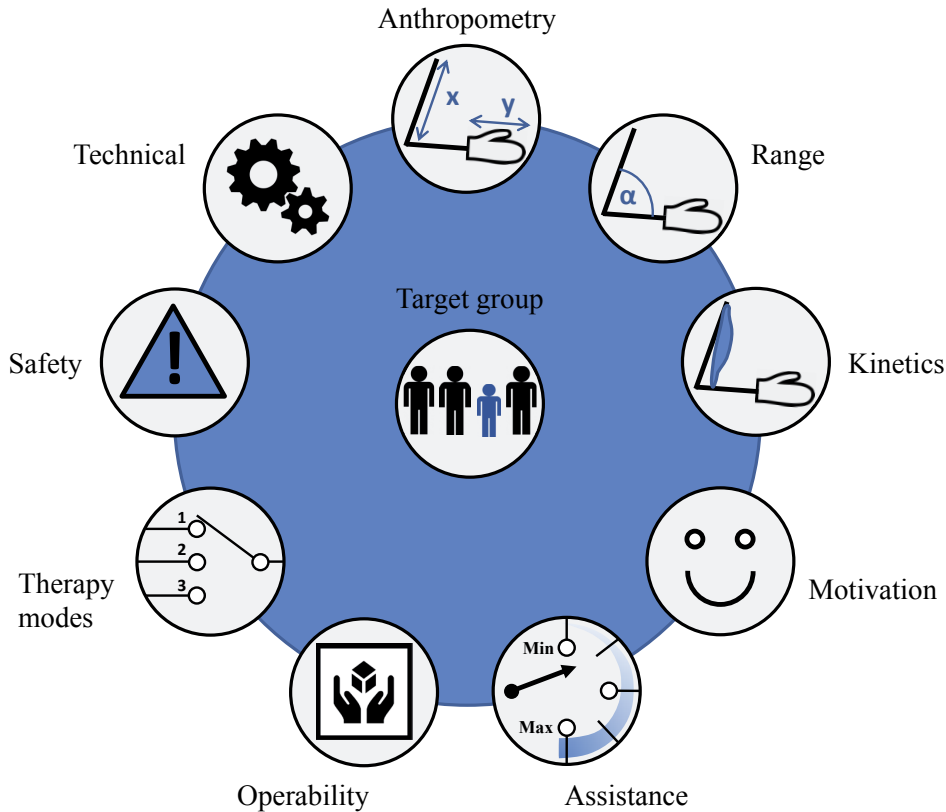 Anthropometry
x
y
Technical
Range
α
Target group
Safety
!
Kinetics
1
2
3
Therapy
modes
Motivation
Min
Max
Operability
Assistance